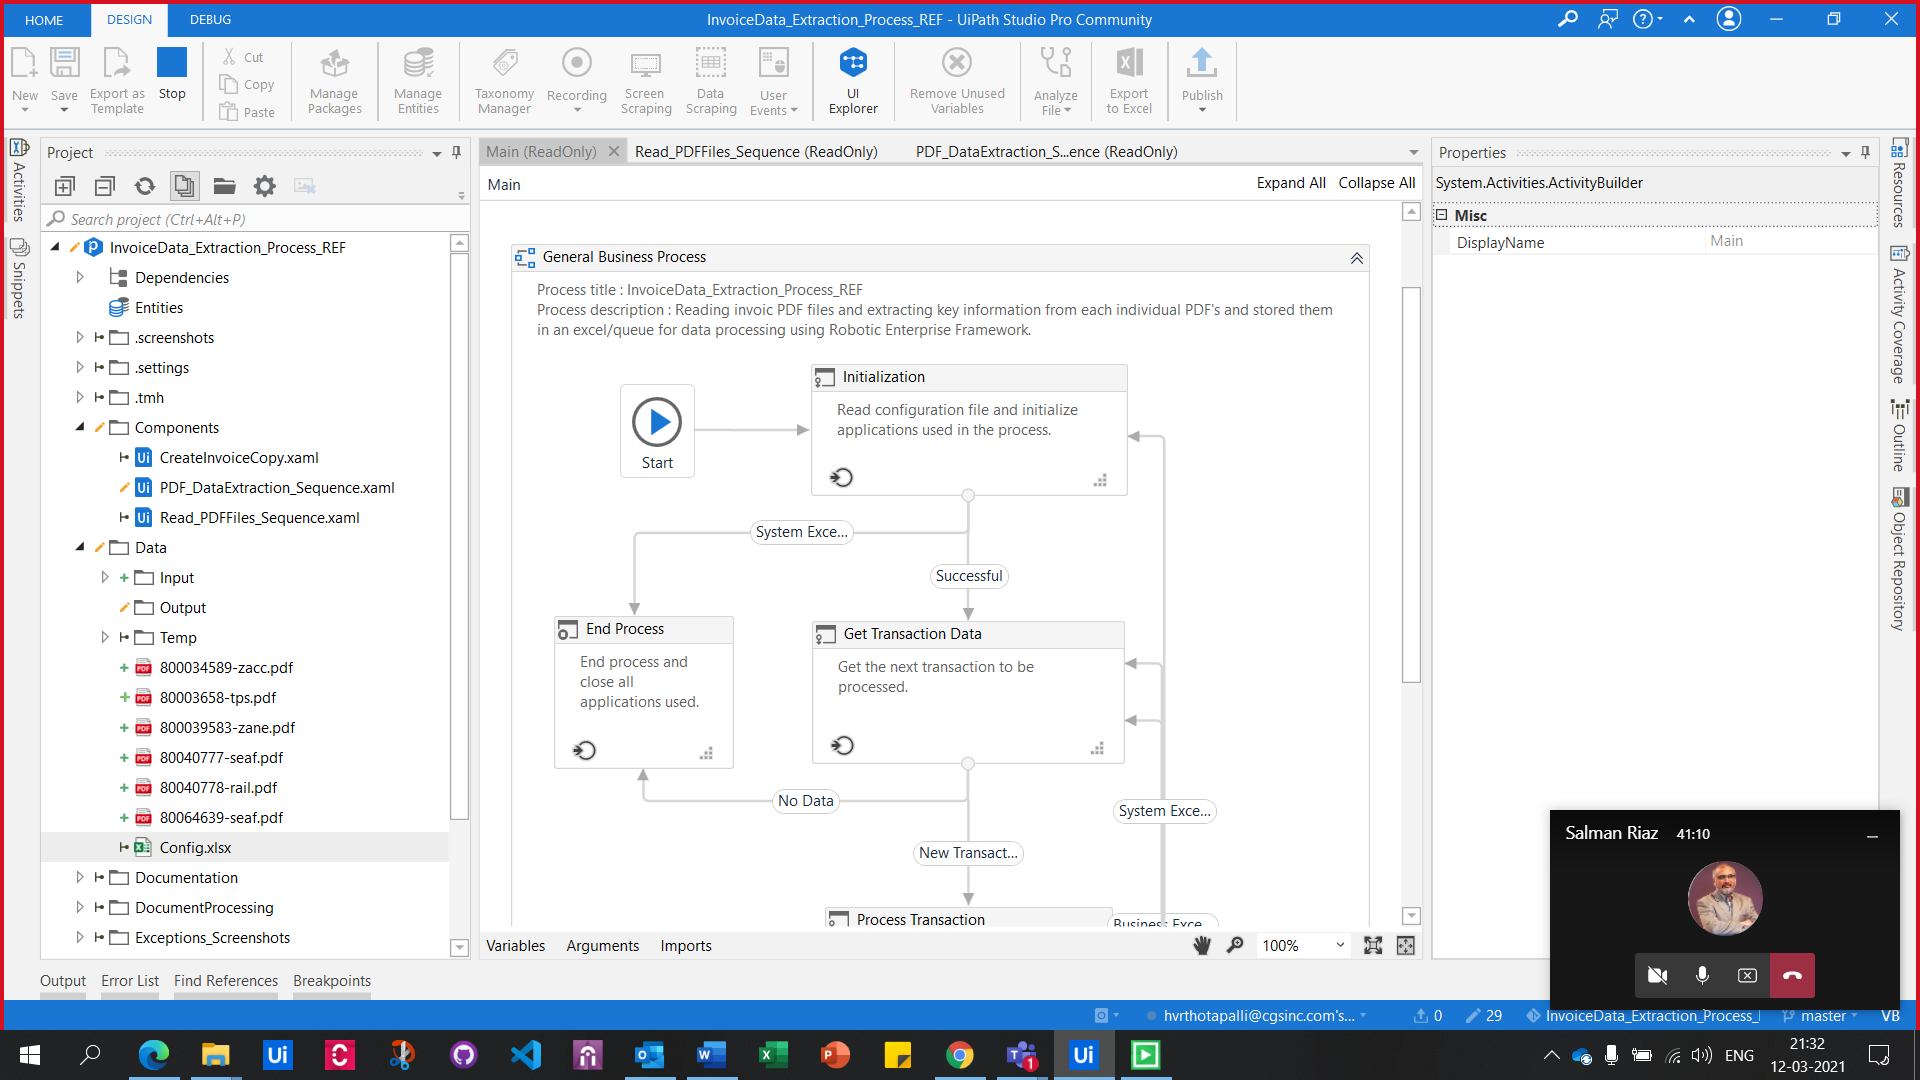 HOME
DESIGN
DEBUG
InvoiceData_Extraction_Process_REF - UiPath Studio Pro Community
New
Save
Export as
Template
Stop
Cut
Copy
Paste
Manage
Packages
Manage
Entities
Taxonomy
Manager
Recording
Screen
Scraping
Data
Scraping
User
Events
UI
Explorer
Remove Unused
Variables
Analyze
File
Export
to Excel
Publish
Activities
Snippets
Project
Search project (Ctrl+Alt+P)
InvoiceData_Extraction_Process_REF
Dependencies
Entities
.screenshots
.settings
.tmh
Components
CreateInvoiceCopy.xaml
PDF_DataExtraction_Sequence.xaml
Read_PDFFiles_Sequence.xaml
Data
Input
Output
Temp
800034589-zacc.pdf
80003658-tps.pdf
800039583-zane.pdf
80040777-seaf.pdf
80040778-rail.pdf
80064639-seaf.pdf
Config.xlsx
Documentation
DocumentProcessing
Exceptions_Screenshots
Main (ReadOnly)
Read_PDFFiles_Sequence (ReadOnly)
PDF_DataExtraction_S...ence (ReadOnly)
Main
Expand All
Collapse All
General Business Process
Process title : InvoiceData_Extraction_Process_REF
Process description : Reading invoic PDF files and extracting key information from each individual PDF's and stored them
in an excel/queue for data processing using Robotic Enterprise Framework.
Start
Initialization
Read configuration file and initialize
applications used in the process.
System Exce...
Successful
End Process
End process and
close all
applications used.
Get Transaction Data
Get the next transaction to be
processed.
No Data
System Exce...
New Transact...
Process Transaction
Business Exce...
Variables
Arguments
Imports
100%
Properties
System.Activities.ActivityBuilder
Misc
DisplayName
Main
Resources
Activity Coverage
Outline
Object Repository
Salman Riaz
41:10
Output
Error List
Find References
Breakpoints
hvrthotapalli@cgsinc.com's...
0
29
InvoiceData_Extraction_Process_
master
VB
Ui
Ui
1
ENG
21:32
12-03-2021